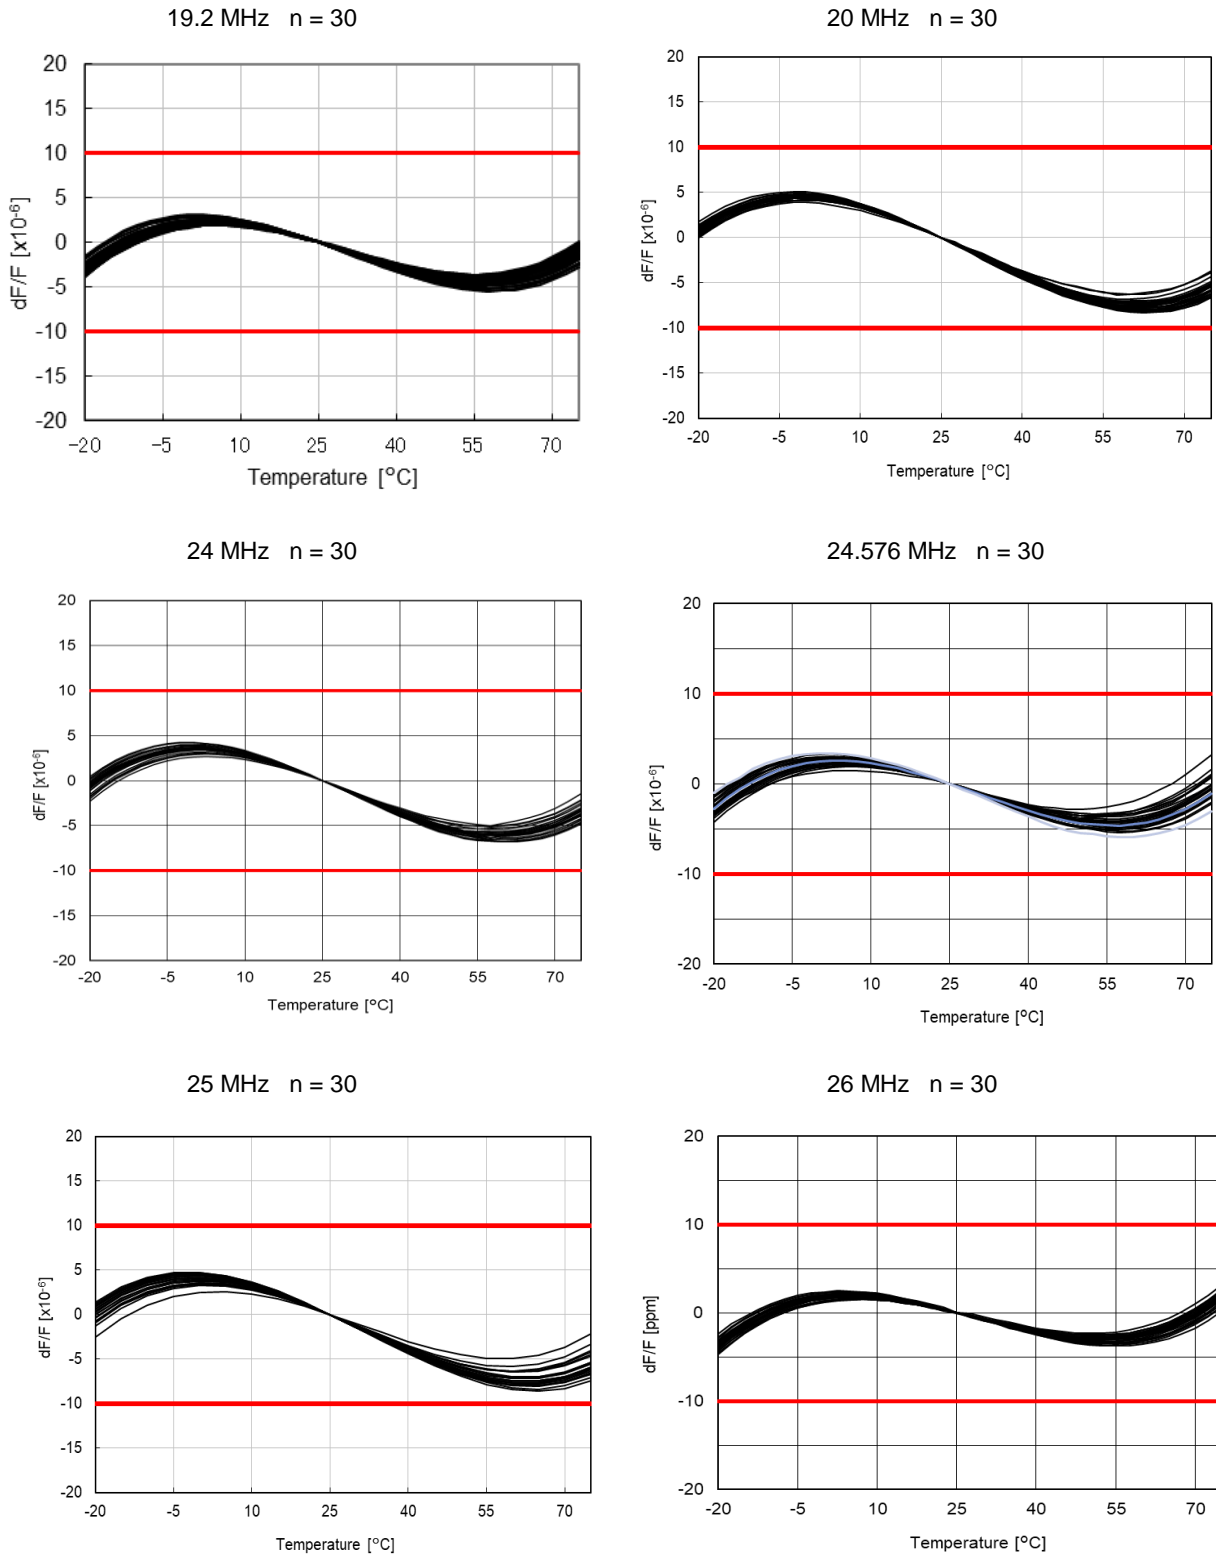 19.2 MHz n = 30
20
15
10
5
0
-5
-10
-15
-20
dF/F [x10⁻⁶]
−20 −5 10 25 40 55 70
Temperature [°C]
20 MHz n = 30
20
15
10
5
0
-5
-10
-15
-20
dF/F [x10⁻⁶]
-20 -5 10 25 40 55 70
Temperature [°C]
24 MHz n = 30
20
15
10
5
0
-5
-10
-15
-20
dF/F [x10⁻⁶]
-20 -5 10 25 40 55 70
Temperature [°C]
24.576 MHz n = 30
20
10
0
-10
-20
dF/F [x10⁻⁶]
-20 -5 10 25 40 55 70
Temperature [°C]
25 MHz n = 30
20
15
10
5
0
-5
-10
-15
-20
dF/F [x10⁻⁶]
-20 -5 10 25 40 55 70
Temperature [°C]
26 MHz n = 30
20
10
0
-10
-20
dF/F [ppm]
-20 -5 10 25 40 55 70
Temperature [°C]